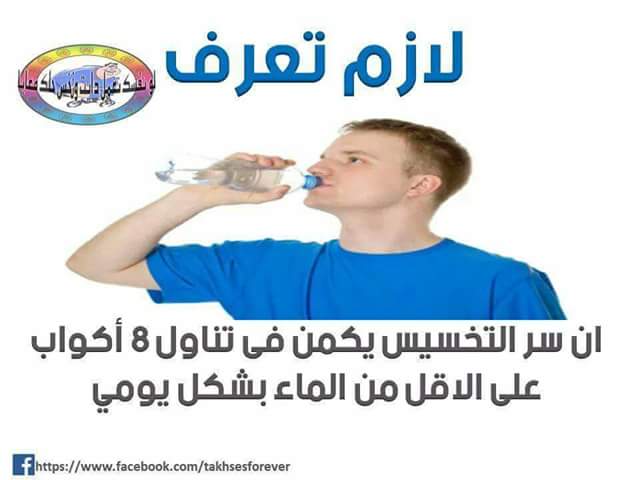 لازم تعرف
ان سر التخسيس يكمن فى تناول 8 أكواب
على الاقل من الماء بشكل يومي
https://www.facebook.com/takhsesforever